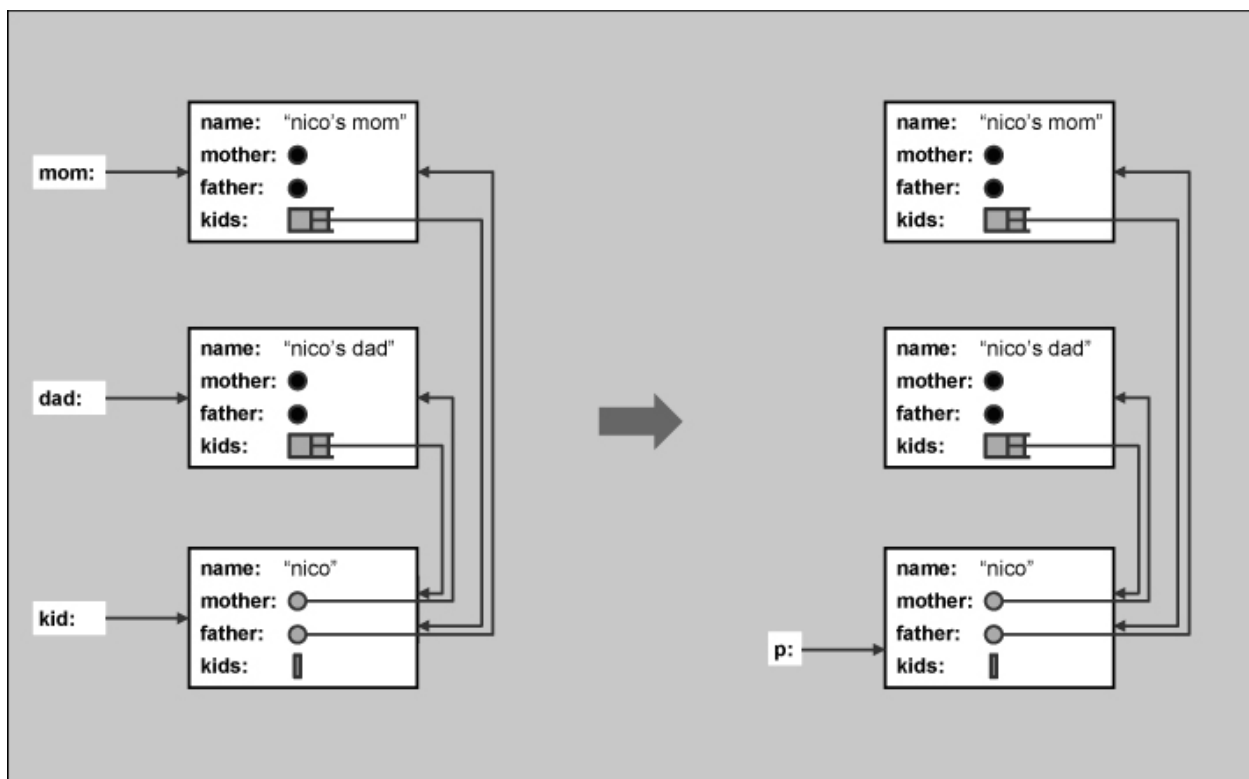 name: "nico's mom"
mother:
father:
kids:
mom:
name: "nico's dad"
mother:
father:
kids:
dad:
name: "nico"
mother:
father:
kids:
kid:
name: "nico's mom"
mother:
father:
kids:
name: "nico's dad"
mother:
father:
kids:
name: "nico"
mother:
father:
kids:
p: